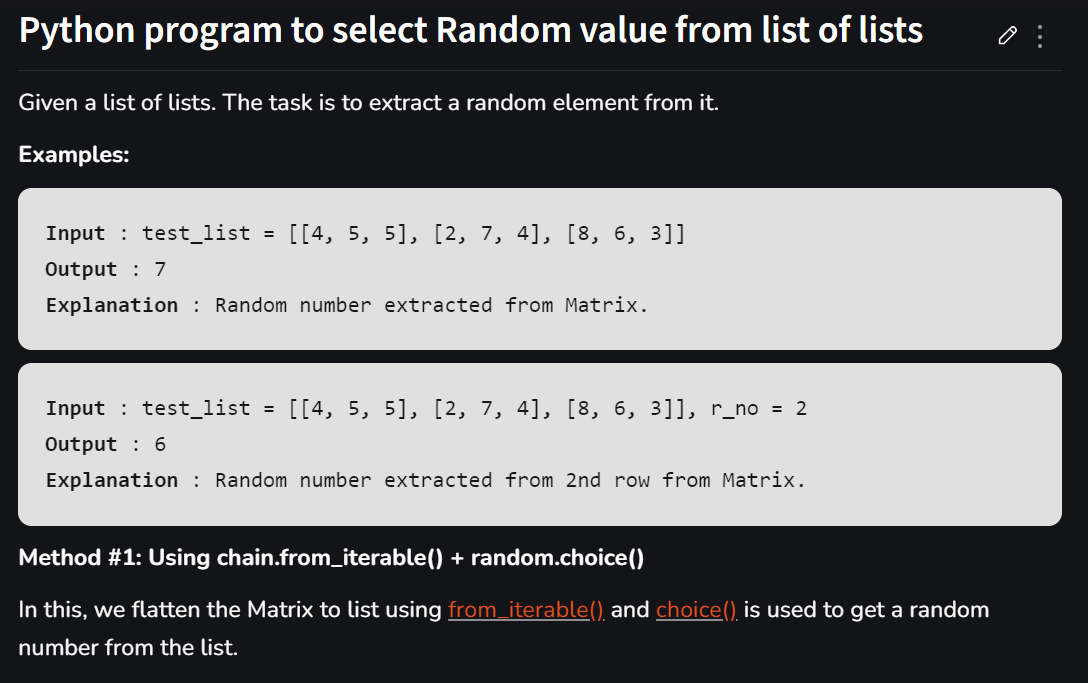 Python program to select Random value from list of lists
Given a list of lists. The task is to extract a random element from it.
Examples:
Input : test_list = [[4, 5, 5], [2, 7, 4], [8, 6, 3]]
Output : 7
Explanation : Random number extracted from Matrix.
Input : test_list = [[4, 5, 5], [2, 7, 4], [8, 6, 3]], r_no = 2
Output : 6
Explanation : Random number extracted from 2nd row from Matrix.
Method #1: Using chain.from_iterable() + random.choice()
In this, we flatten the Matrix to list using from_iterable() and choice() is used to get a random
number from the list.